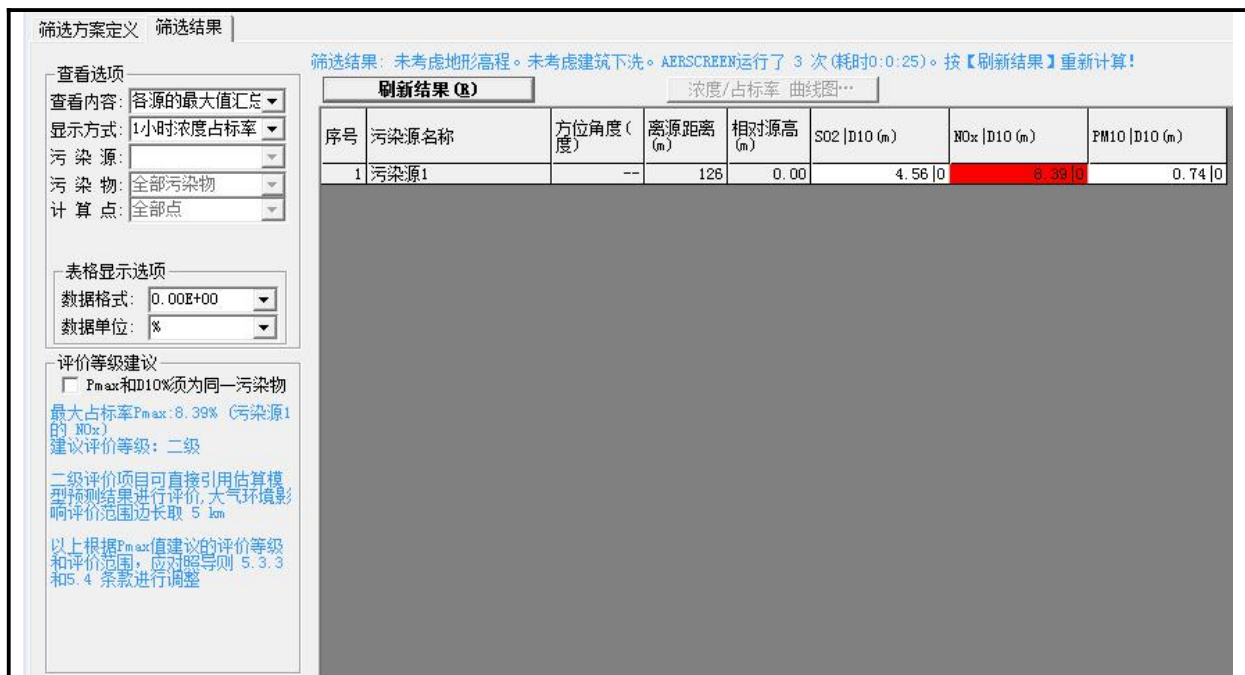 筛选方案定义 筛选结果
筛选结果: 未考虑地形高程。未考虑建筑下洗。AERSCREEN运行了 3 次(耗时0:0:25)。按【刷新结果】重新计算!
刷新结果(R) 浓度/占标率 曲线图…
查看选项
查看内容: 各源的最大值汇总
显示方式: 1小时浓度占标率
污 染 源:
污 染 物: 全部污染物
计 算 点: 全部点
表格显示选项
数据格式: 0.00E+00
数据单位: %
评价等级建议
Pmax和D10%须为同一污染物
最大占标率Pmax:8.39% (污染源1
的 NOx)
建议评价等级: 二级
二级评价项目可直接引用估算模
型预测结果进行评价,大气环境影
响评价范围边长取 5 km
以上根据Pmax值建议的评价等级
和评价范围,应对照导则 5.3.3
和5.4 条款进行调整
序号 污染源名称 方位角度(度) 离源距离(m) 相对源高(m) SO2|D10(m) NOx|D10(m) PM10|D10(m)
1 污染源1 -- 126 0.00 4.56|0 8.39|0 0.74|0